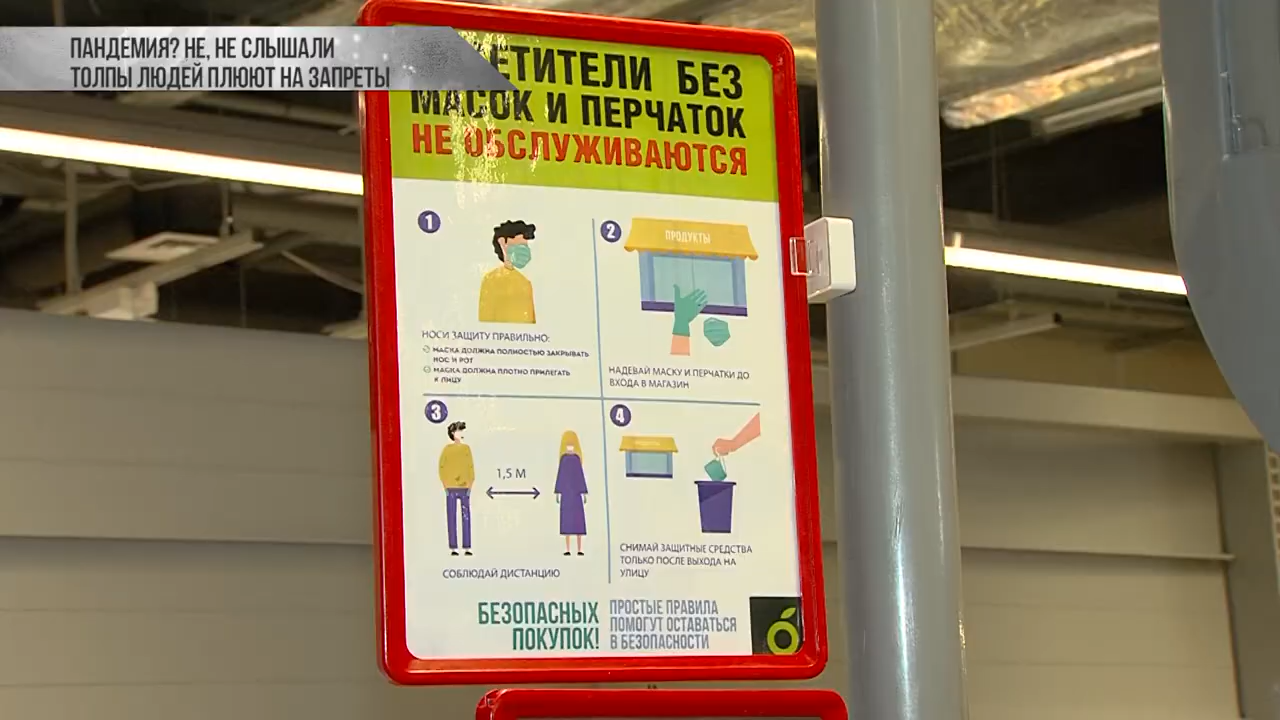 ПАНДЕМИЯ? НЕ, НЕ СЛЫШАЛИ
ТОЛПЫ ЛЮДЕЙ ПЛЮЮТ НА ЗАПРЕТЫ
ЕТИТЕЛИ БЕЗ
МАСОК И ПЕРЧАТОК
НЕ ОБСЛУЖИВАЮТСЯ
1
НОСИ ЗАЩИТУ ПРАВИЛЬНО:
МАСКА ДОЛЖНА ПОЛНОСТЬЮ ЗАКРЫВАТЬ
НОС И РОТ
МАСКА ДОЛЖНА ПЛОТНО ПРИЛЕГАТЬ
К ЛИЦУ
2
ПРОДУКТЫ
НАДЕВАЙ МАСКУ И ПЕРЧАТКИ ДО
ВХОДА В МАГАЗИН
3
1,5 М
СОБЛЮДАЙ ДИСТАНЦИЮ
4
ПРОДУКТЫ
СНИМАЙ ЗАЩИТНЫЕ СРЕДСТВА
ТОЛЬКО ПОСЛЕ ВЫХОДА НА
УЛИЦУ
БЕЗОПАСНЫХ
ПОКУПОК!
ПРОСТЫЕ ПРАВИЛА
ПОМОГУТ ОСТАВАТЬСЯ
В БЕЗОПАСНОСТИ